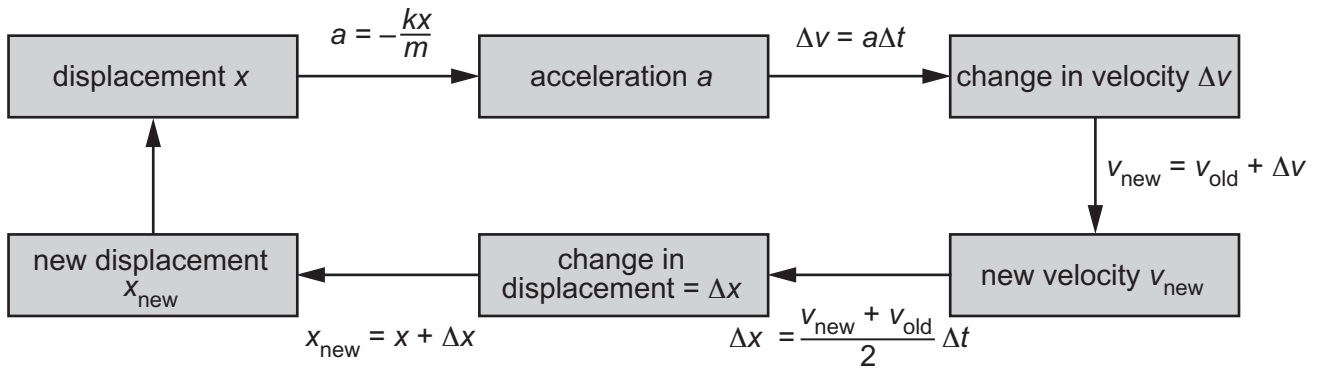 a = –kx/m
Δv = aΔt
displacement x
acceleration a
change in velocity Δv
v_new = v_old + Δv
new displacement
x_new
change in
displacement = Δx
new velocity v_new
x_new = x + Δx
Δx = (v_new + v_old)/2 Δt